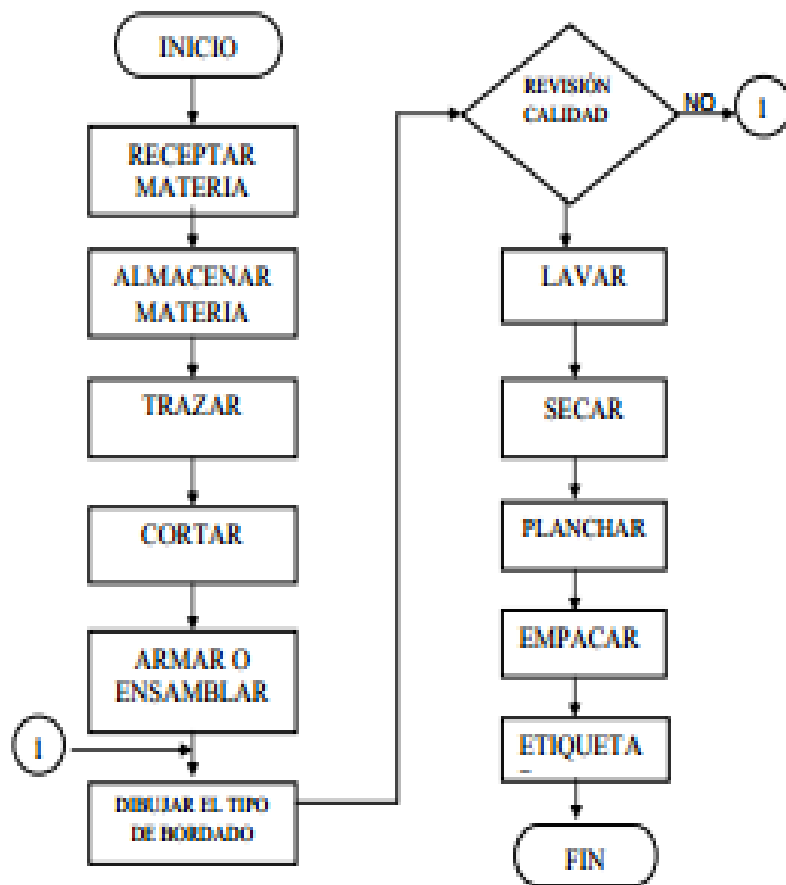 INICIO
RECEPTAR
MATERIA
ALMACENAR
MATERIA
TRAZAR
CORTAR
ARMAR O
ENSAMBLAR
1
DIBUJAR EL TIPO
DE BORDADO
REVISIÓN
CALIDAD
NO
1
LAVAR
SECAR
PLANCHAR
EMPACAR
ETIQUETA
FIN